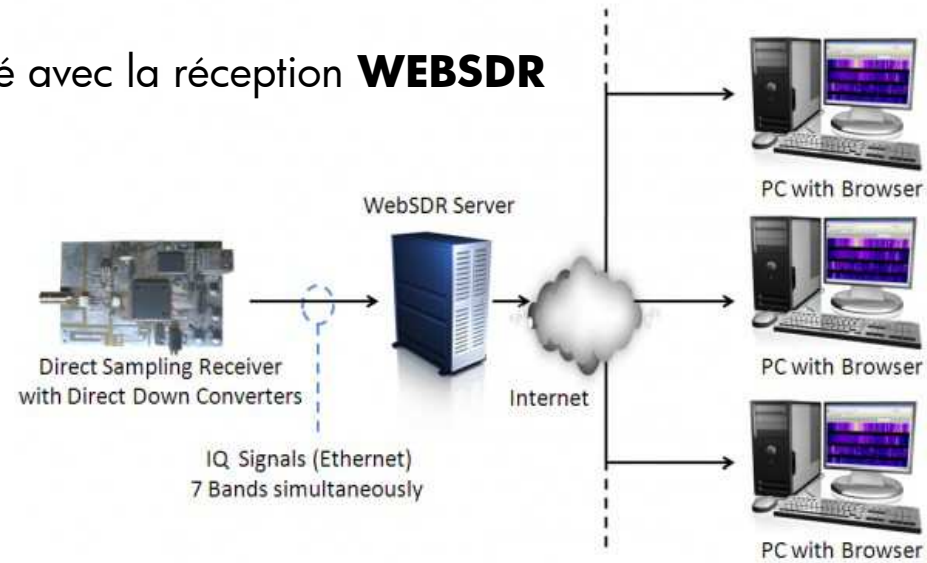 é avec la réception WEBSDR
WebSDR Server
Direct Sampling Receiver
with Direct Down Converters
IQ Signals (Ethernet)
7 Bands simultaneously
Internet
PC with Browser
PC with Browser
PC with Browser